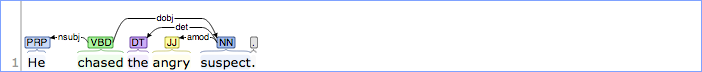 dobj
det
nsubj amod
PRP VBD DT JJ NN .
1 He chased the angry suspect.